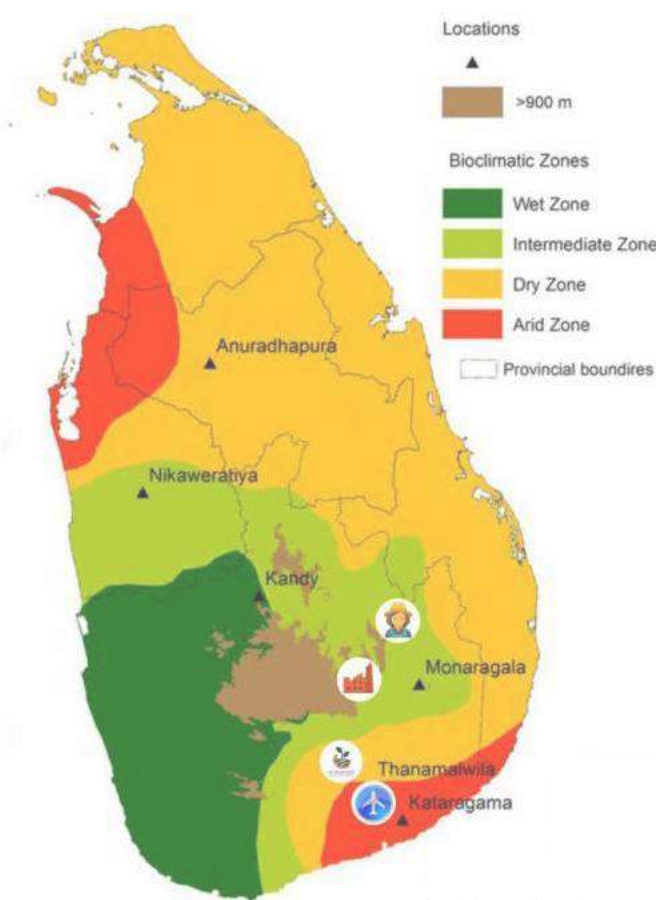 Locations
>900 m
Bioclimatic Zones
Wet Zone
Intermediate Zone
Dry Zone
Arid Zone
Provincial boundires
Anuradhapura
Nikaweratiya
Kandy
Monaragala
Thanamalwila
Kataragama